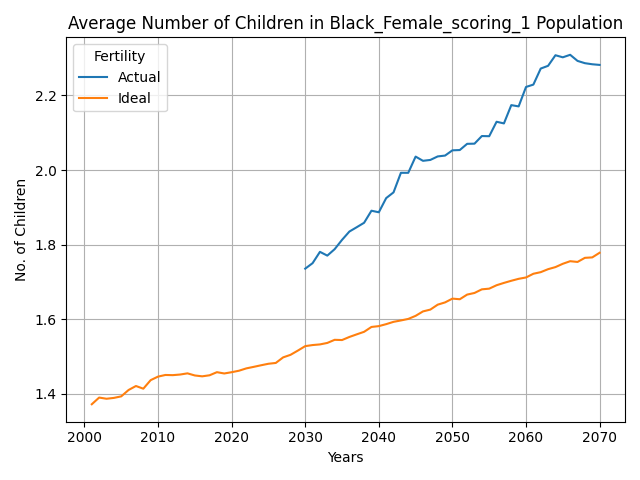 Average Number of Children in Black_Female_scoring_1 Population
Fertility
Actual
Ideal
No. of Children
2.2
2.0
1.8
1.6
1.4
2000 2010 2020 2030 2040 2050 2060 2070
Years